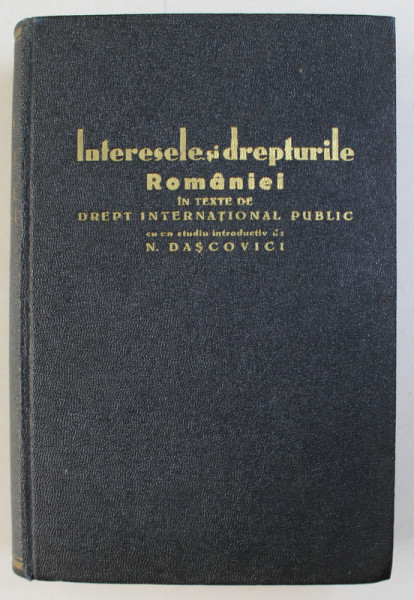 Interesele și drepturile
României
ÎN TEXTE DE
DREPT INTERNAȚIONAL PUBLIC
cu un studiu introductiv de
N. DAȘCOVICI